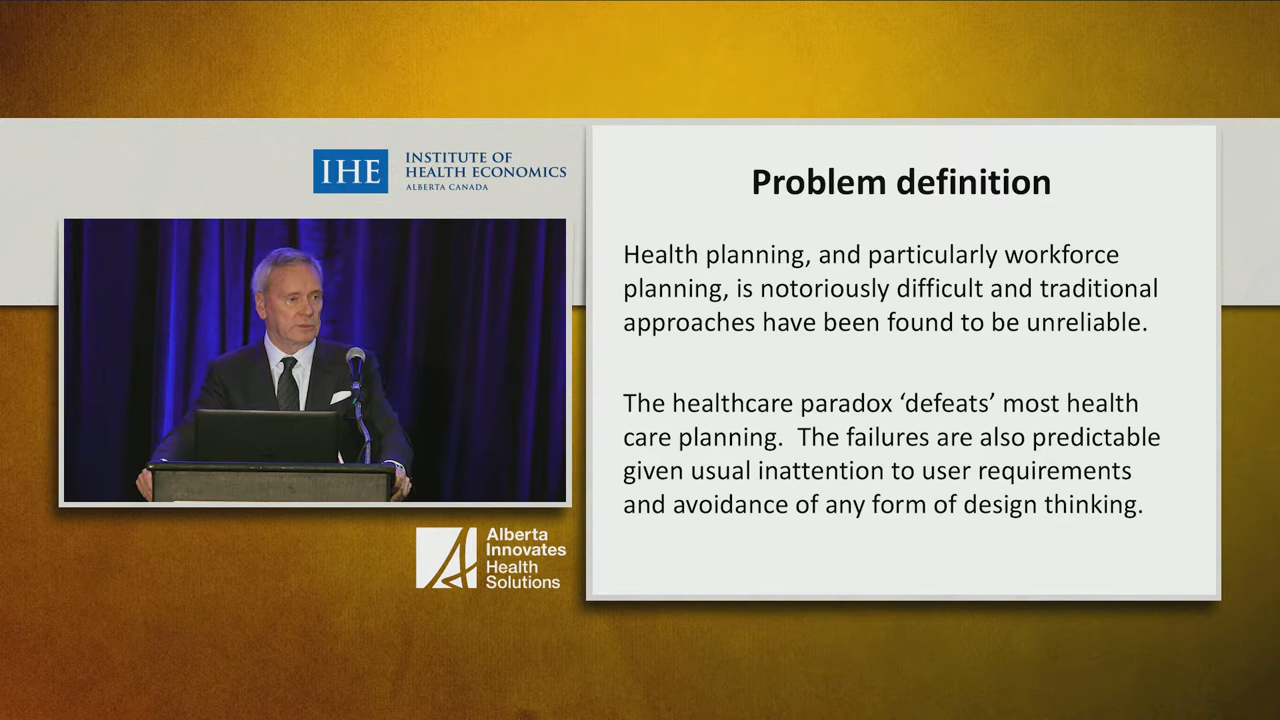 IHE
INSTITUTE OF
HEALTH ECONOMICS
ALBERTA CANADA
Alberta
Innovates
Health
Solutions
Problem definition
Health planning, and particularly workforce
planning, is notoriously difficult and traditional
approaches have been found to be unreliable.
The healthcare paradox ‘defeats’ most health
care planning.  The failures are also predictable
given usual inattention to user requirements
and avoidance of any form of design thinking.